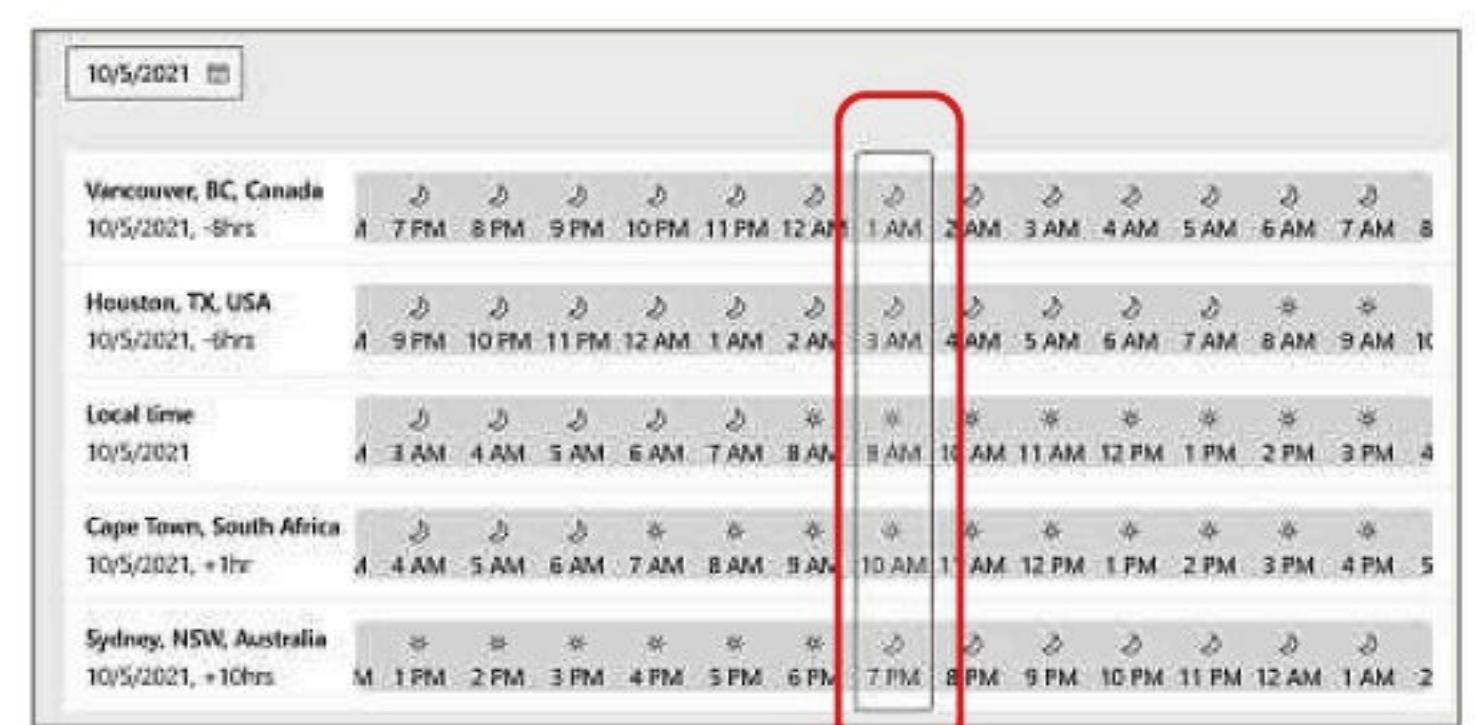 10/5/2021
Vancouver, BC, Canada
10/5/2021, -8hrs
M 7 PM 8 PM 9 PM 10 PM 11 PM 12 AM 1 AM 2 AM 3 AM 4 AM 5 AM 6 AM 7 AM 8
Houston, TX, USA
10/5/2021, -6hrs
M 9 PM 10 PM 11 PM 12 AM 1 AM 2 AM 3 AM 4 AM 5 AM 6 AM 7 AM 8 AM 9 AM 10
Local time
10/5/2021
M 3 AM 4 AM 5 AM 6 AM 7 AM 8 AM 9 AM 10 AM 11 AM 12 PM 1 PM 2 PM 3 PM 4
Cape Town, South Africa
10/5/2021, +1hr
M 4 AM 5 AM 6 AM 7 AM 8 AM 9 AM 10 AM 11 AM 12 PM 1 PM 2 PM 3 PM 4 PM 5
Sydney, NSW, Australia
10/5/2021, +10hrs
M 1 PM 2 PM 3 PM 4 PM 5 PM 6 PM 7 PM 8 PM 9 PM 10 PM 11 PM 12 AM 1 AM 2